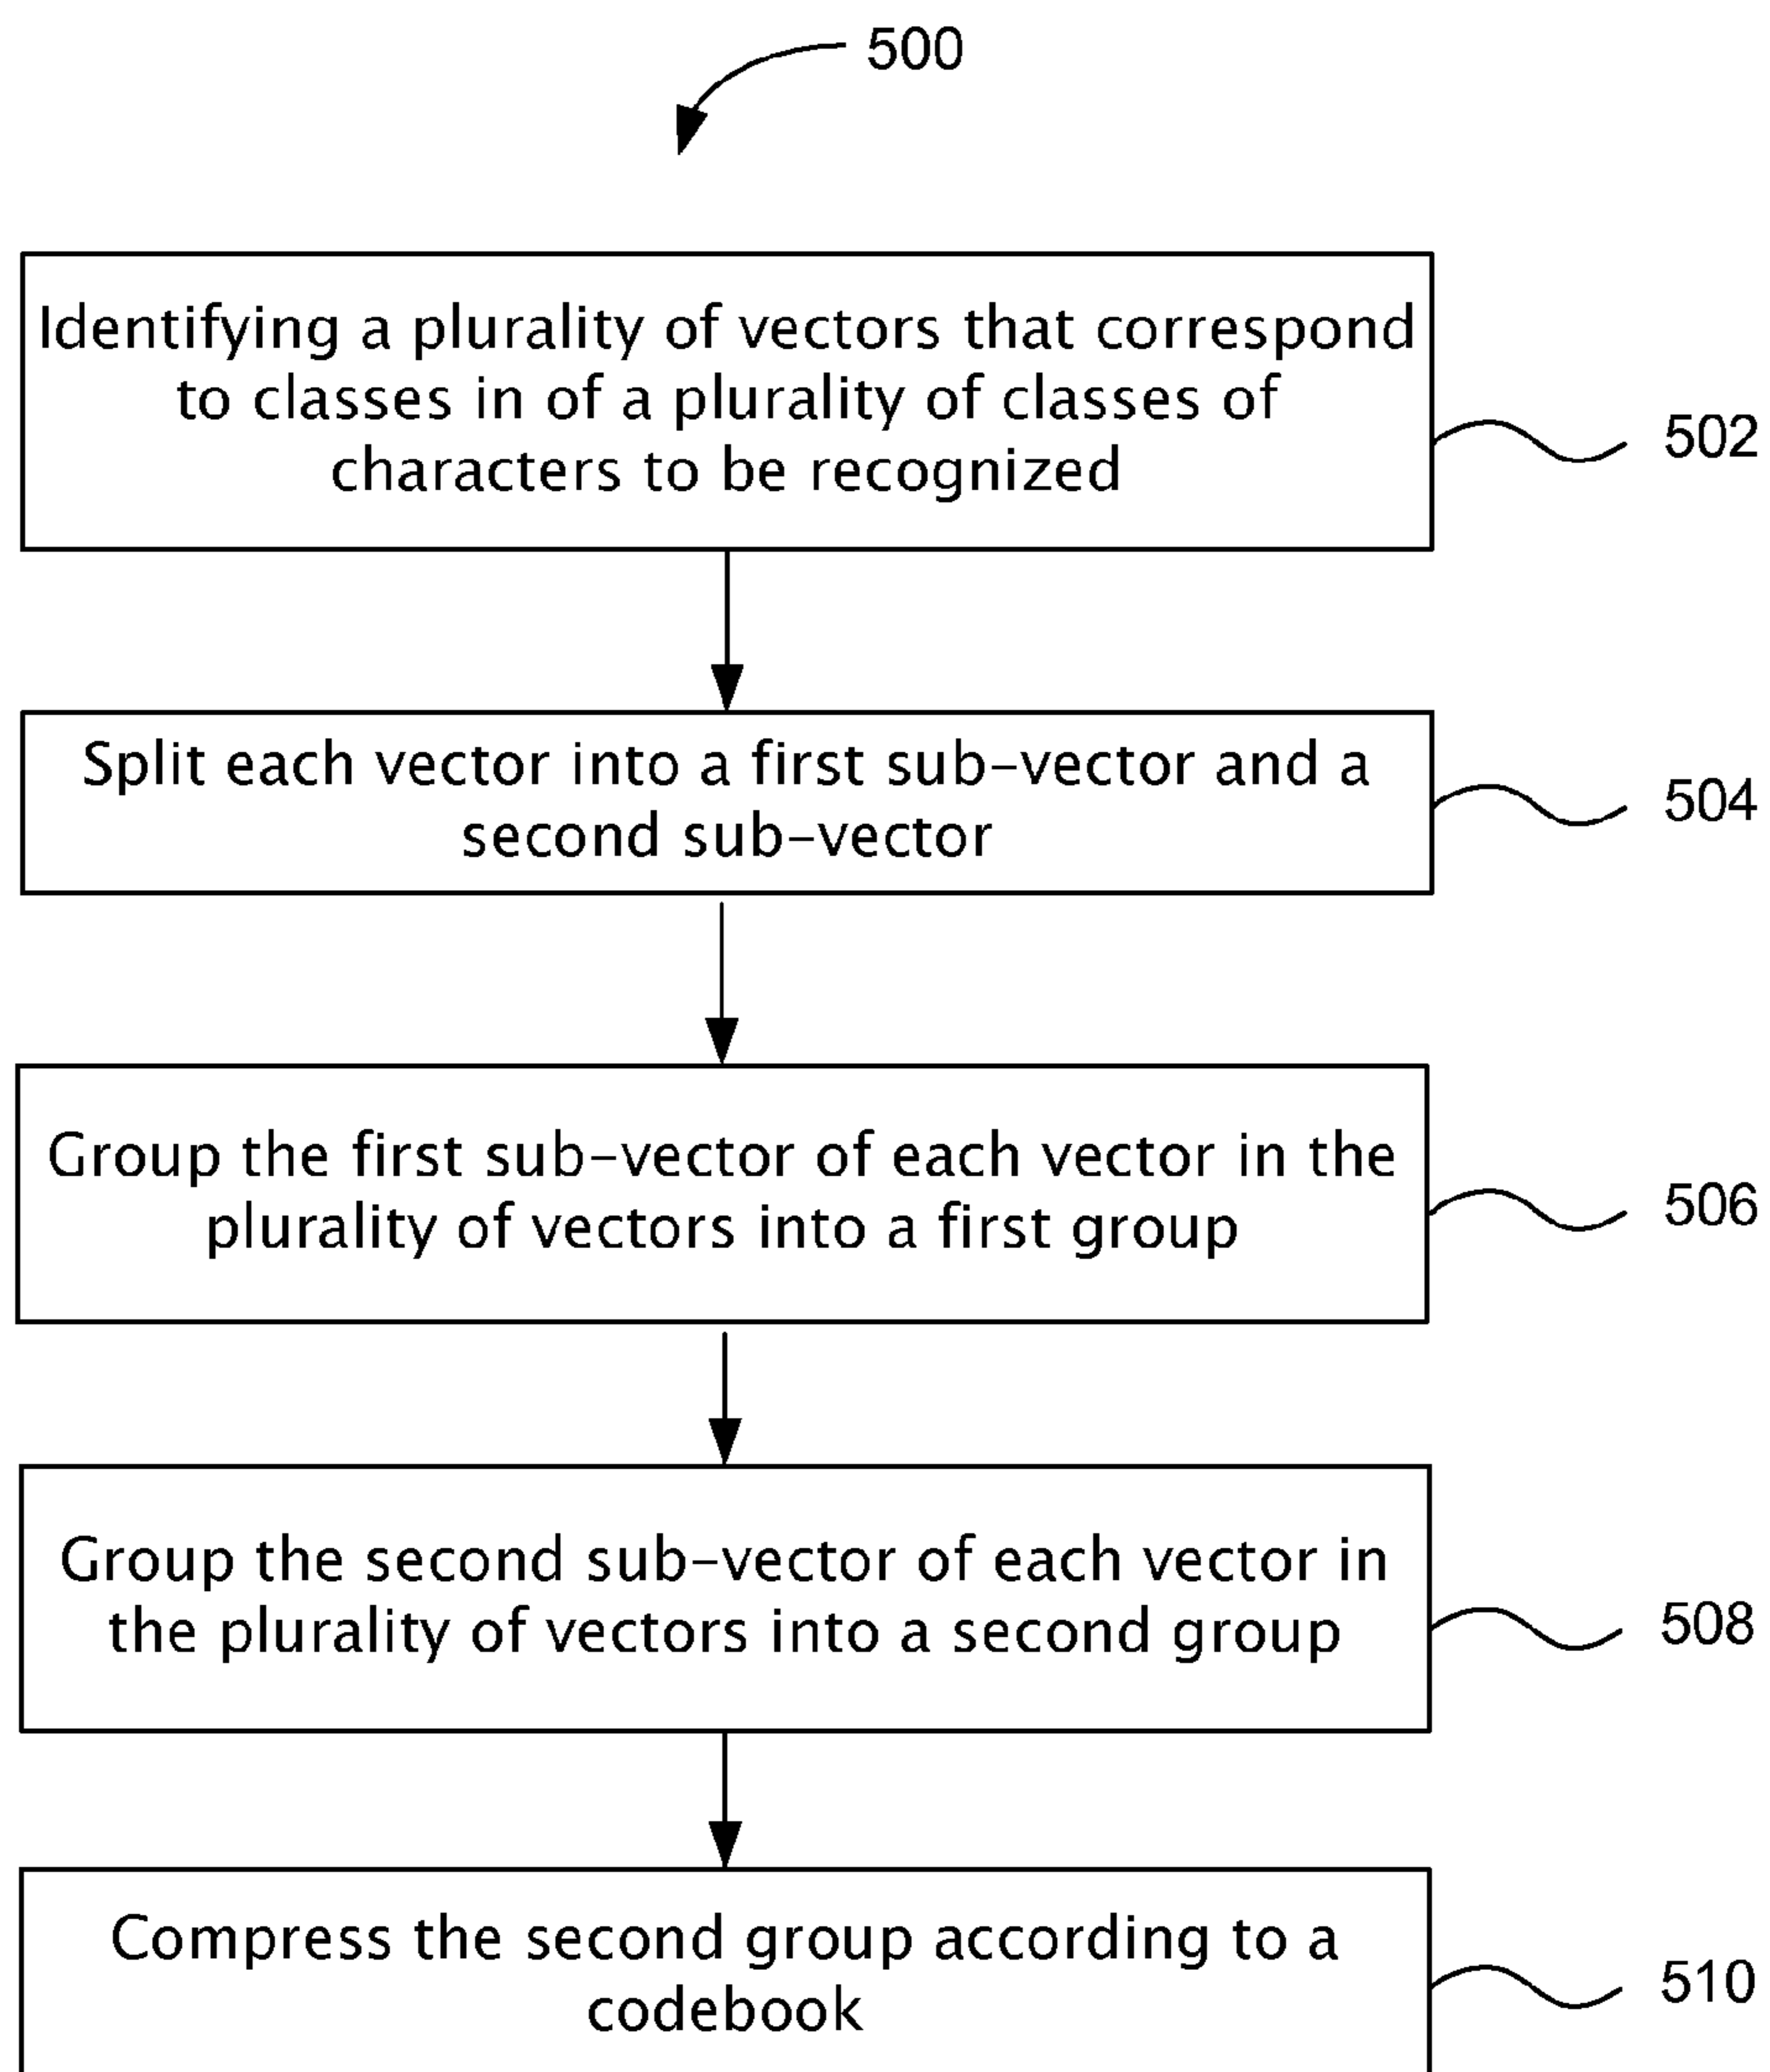 500
Identifying a plurality of vectors that correspond
to classes in of a plurality of classes of
characters to be recognized
502
Split each vector into a first sub-vector and a
second sub-vector
504
Group the first sub-vector of each vector in the
plurality of vectors into a first group
506
Group the second sub-vector of each vector in
the plurality of vectors into a second group
508
Compress the second group according to a
codebook
510